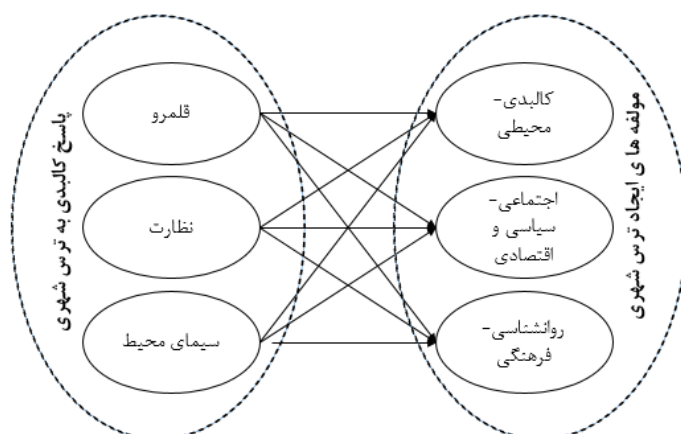 مولفه های ایجاد ترس شهری
کالبدی-
محیطی
اجتماعی-
سیاسی و
اقتصادی
روانشناسی-
فرهنگی
قلمرو
نظارت
سیمای محیط
پاسخ کالبدی به ترس شهری